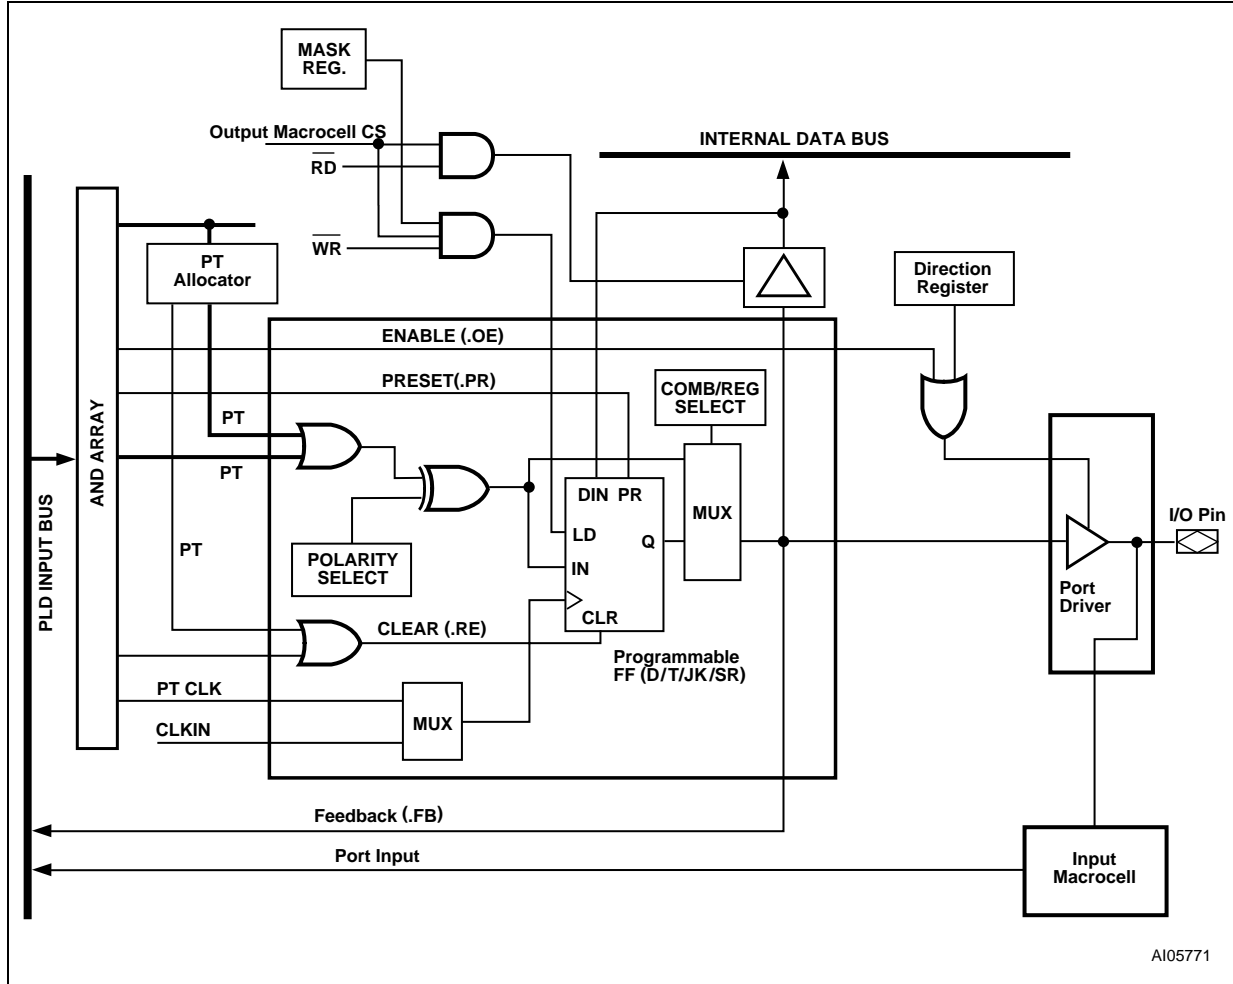 MASK
REG.
Output Macrocell CS
RD
WR
INTERNAL DATA BUS
PT
Allocator
Direction
Register
ENABLE (.OE)
PRESET(.PR)
COMB/REG
SELECT
PT
PT
AND ARRAY
PLD INPUT BUS
DIN PR
LD
IN
Q
CLR
MUX
I/O Pin
POLARITY
SELECT
PT
Port
Driver
CLEAR (.RE)
Programmable
FF (D/T/JK/SR)
PT CLK
CLKIN
MUX
Feedback (.FB)
Port Input
Input
Macrocell
AI05771